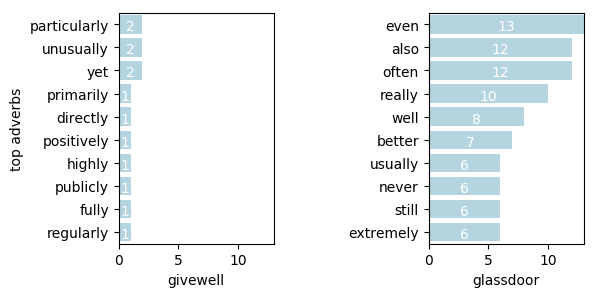 top adverbs
particularly 2
unusually 2
yet 2
primarily 1
directly 1
positively 1
highly 1
publicly 1
fully 1
regularly 1
0 5 10
givewell
even 13
also 12
often 12
really 10
well 8
better 7
usually 6
never 6
still 6
extremely 6
0 5 10
glassdoor